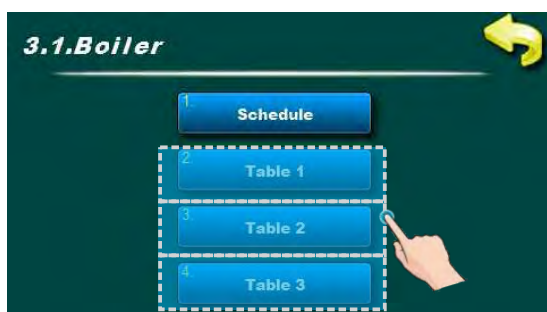 3.1.Boiler
1.
Schedule
2.
Table 1
3.
Table 2
4.
Table 3